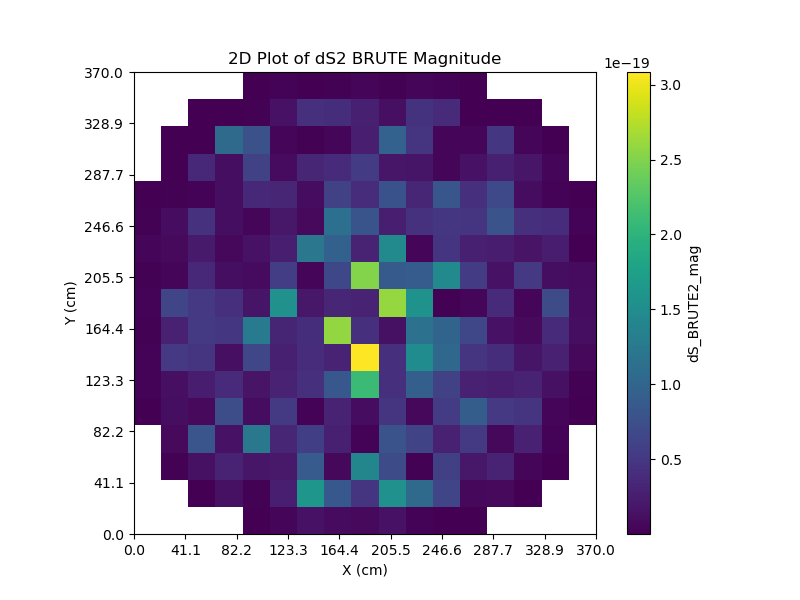 2D Plot of dS2 BRUTE Magnitude
1e−19
370.0
328.9
287.7
246.6
205.5
164.4
123.3
82.2
41.1
0.0
Y (cm)
0.0 41.1 82.2 123.3 164.4 205.5 246.6 287.7 328.9 370.0
X (cm)
3.0
2.5
2.0
1.5
1.0
0.5
dS_BRUTE2_mag